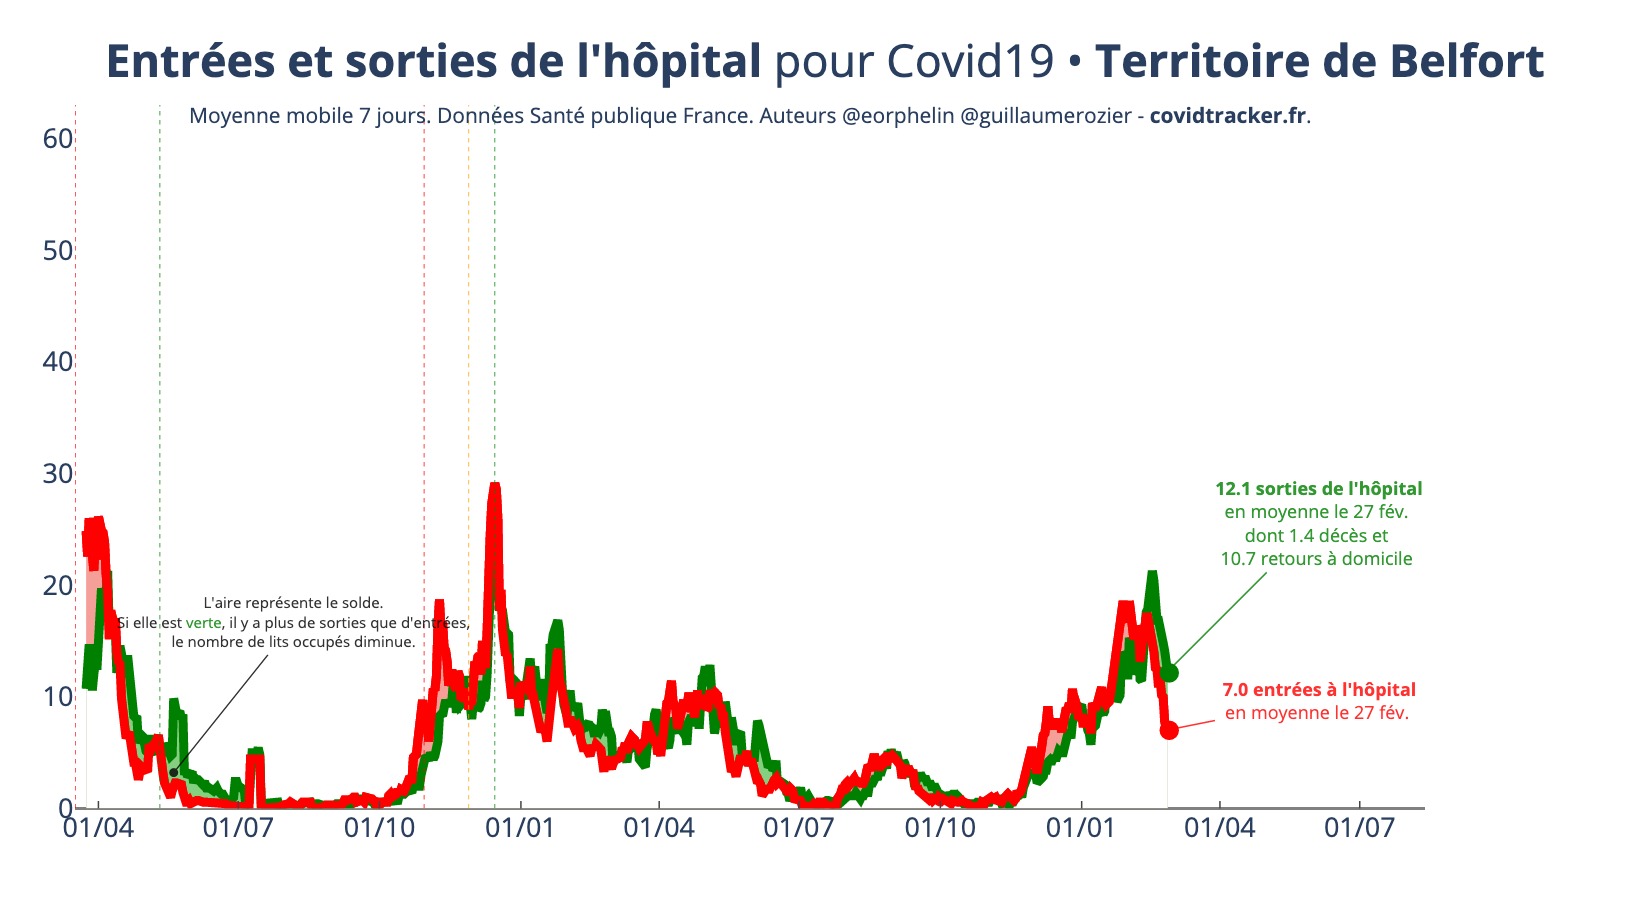 Entrées et sorties de l'hôpital pour Covid19 • Territoire de Belfort
Moyenne mobile 7 jours. Données Santé publique France. Auteurs @eorphelin @guillaumerozier - covidtracker.fr.
60
50
40
30
20
10
0
12.1 sorties de l'hôpital
en moyenne le 27 fév.
dont 1.4 décès et
10.7 retours à domicile
L'aire représente le solde.
Si elle est verte, il y a plus de sorties que d'entrées,
le nombre de lits occupés diminue.
7.0 entrées à l'hôpital
en moyenne le 27 fév.
01/04 01/07 01/10 01/01 01/04 01/07 01/10 01/01 01/04 01/07